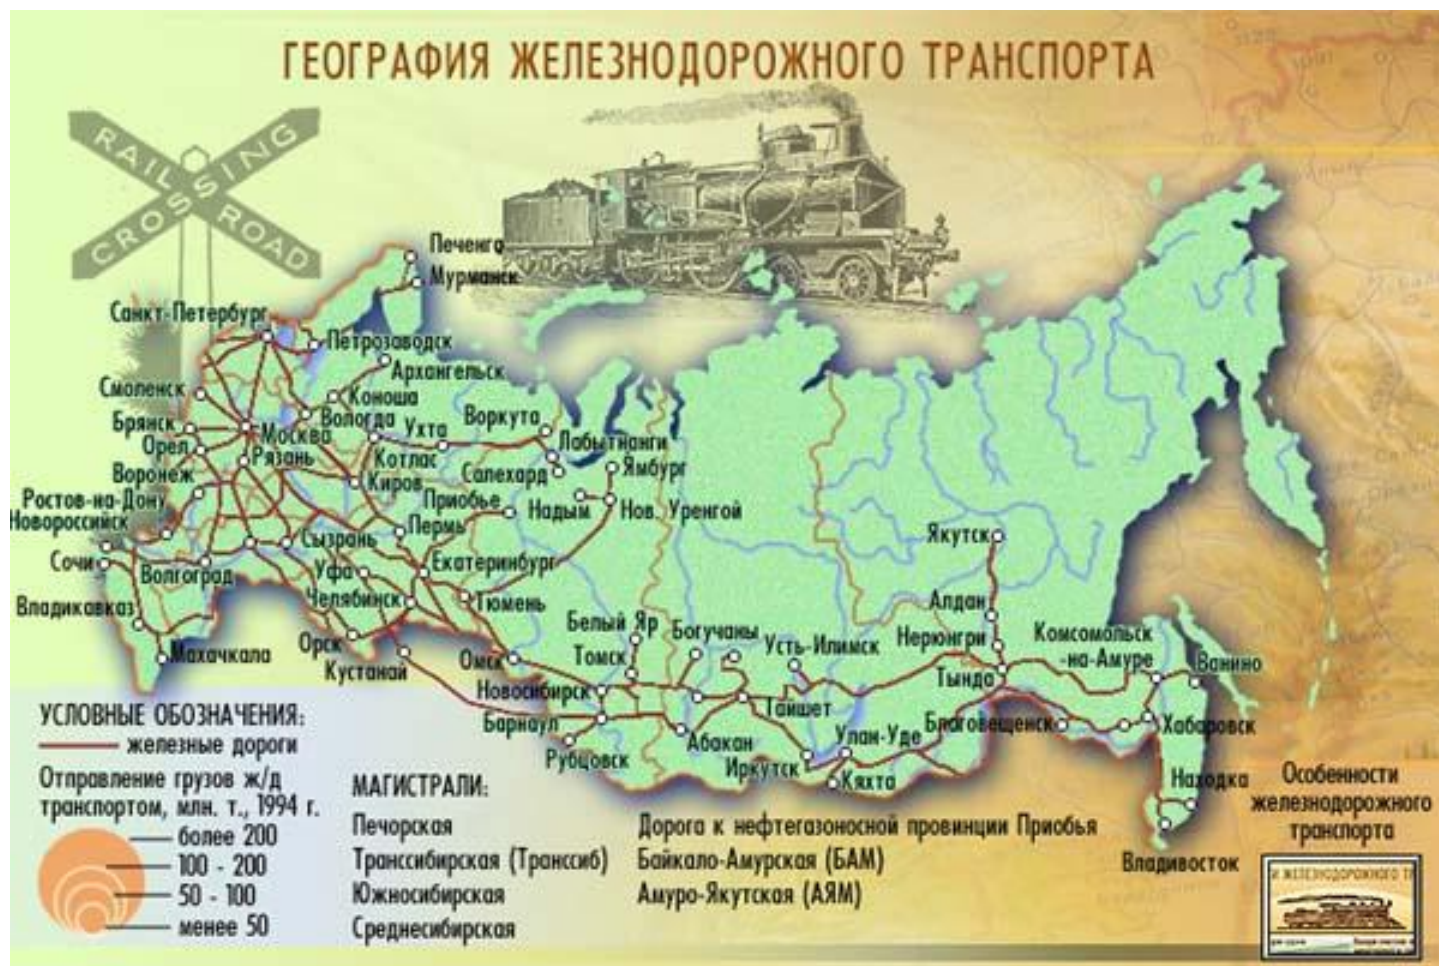 ГЕОГРАФИЯ ЖЕЛЕЗНОДОРОЖНОГО ТРАНСПОРТА
RAIL ROAD
CROSSING
Печенга
Мурманск
Санкт-Петербург
Петрозаводск
Архангельск
Смоленск
Коноша
Брянск
Вологда
Ухта
Воркута
Орел
Москва
Лабытнанги
Рязань
Котлас
Салехард
Ямбург
Воронеж
Киров
Приобье
Надым
Нов. Уренгой
Ростов-на-Дону
Новороссийск
Пермь
Якутск
Сызрань
Сочи
Волгоград
Уфа
Екатеринбург
Челябинск
Тюмень
Владикавказ
Алдан
Белый Яр
Богучаны
Усть-Илимск
Нерюнгри
Комсомольск
-на-Амуре
Махачкала
Орск
Кустанай
Омск
Томск
Тында
Ванино
Новосибирск
Тайшет
Барнаул
Абакан
Улан-Уде
Благовещенск
Хабаровск
Рубцовск
Иркутск
Кяхта
Находка
Владивосток
УСЛОВНЫЕ ОБОЗНАЧЕНИЯ:
железные дороги
Отправление грузов ж/д
транспортом, млн. т., 1994 г.
более 200
100 - 200
50 - 100
менее 50
МАГИСТРАЛИ:
Печорская
Транссибирская (Транссиб)
Южносибирская
Среднесибирская
Дорога к нефтегазоносной провинции Приобья
Байкало-Амурская (БАМ)
Амуро-Якутская (АЯМ)
Особенности
железнодорожного
транспорта
И ЖЕЛЕЗНОДОРОЖНОГО ТР